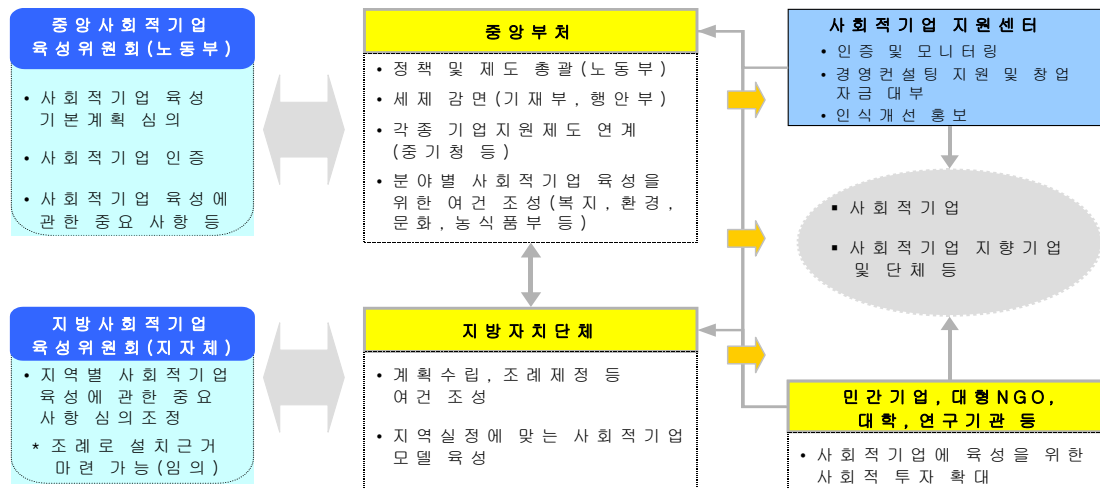 중앙사회적기업
육성위원회(노동부)
• 사회적기업 육성
기본계획 심의
• 사회적기업 인증
• 사회적기업 육성에
관한 중요 사항 등
중앙부처
• 정책 및 제도 총괄(노동부)
• 세제 감면(기재부, 행안부)
• 각종 기업지원제도 연계
(중기청 등)
• 분야별 사회적기업 육성을
위한 여건 조성(복지, 환경,
문화, 농식품부 등)
사회적기업 지원센터
• 인증 및 모니터링
• 경영컨설팅 지원 및 창업
자금 대부
• 인식개선 홍보
▪ 사회적기업
▪ 사회적기업 지향기업
및 단체 등
지방사회적기업
육성위원회(지자체)
• 지역별 사회적기업
육성에 관한 중요
사항 심의조정
* 조례로 설치근거
마련 가능(임의)
지방자치단체
• 계획수립, 조례제정 등
여건 조성
• 지역실정에 맞는 사회적기업
모델 육성
민간기업, 대형NGO,
대학, 연구기관 등
• 사회적기업에 육성을 위한
사회적 투자 확대